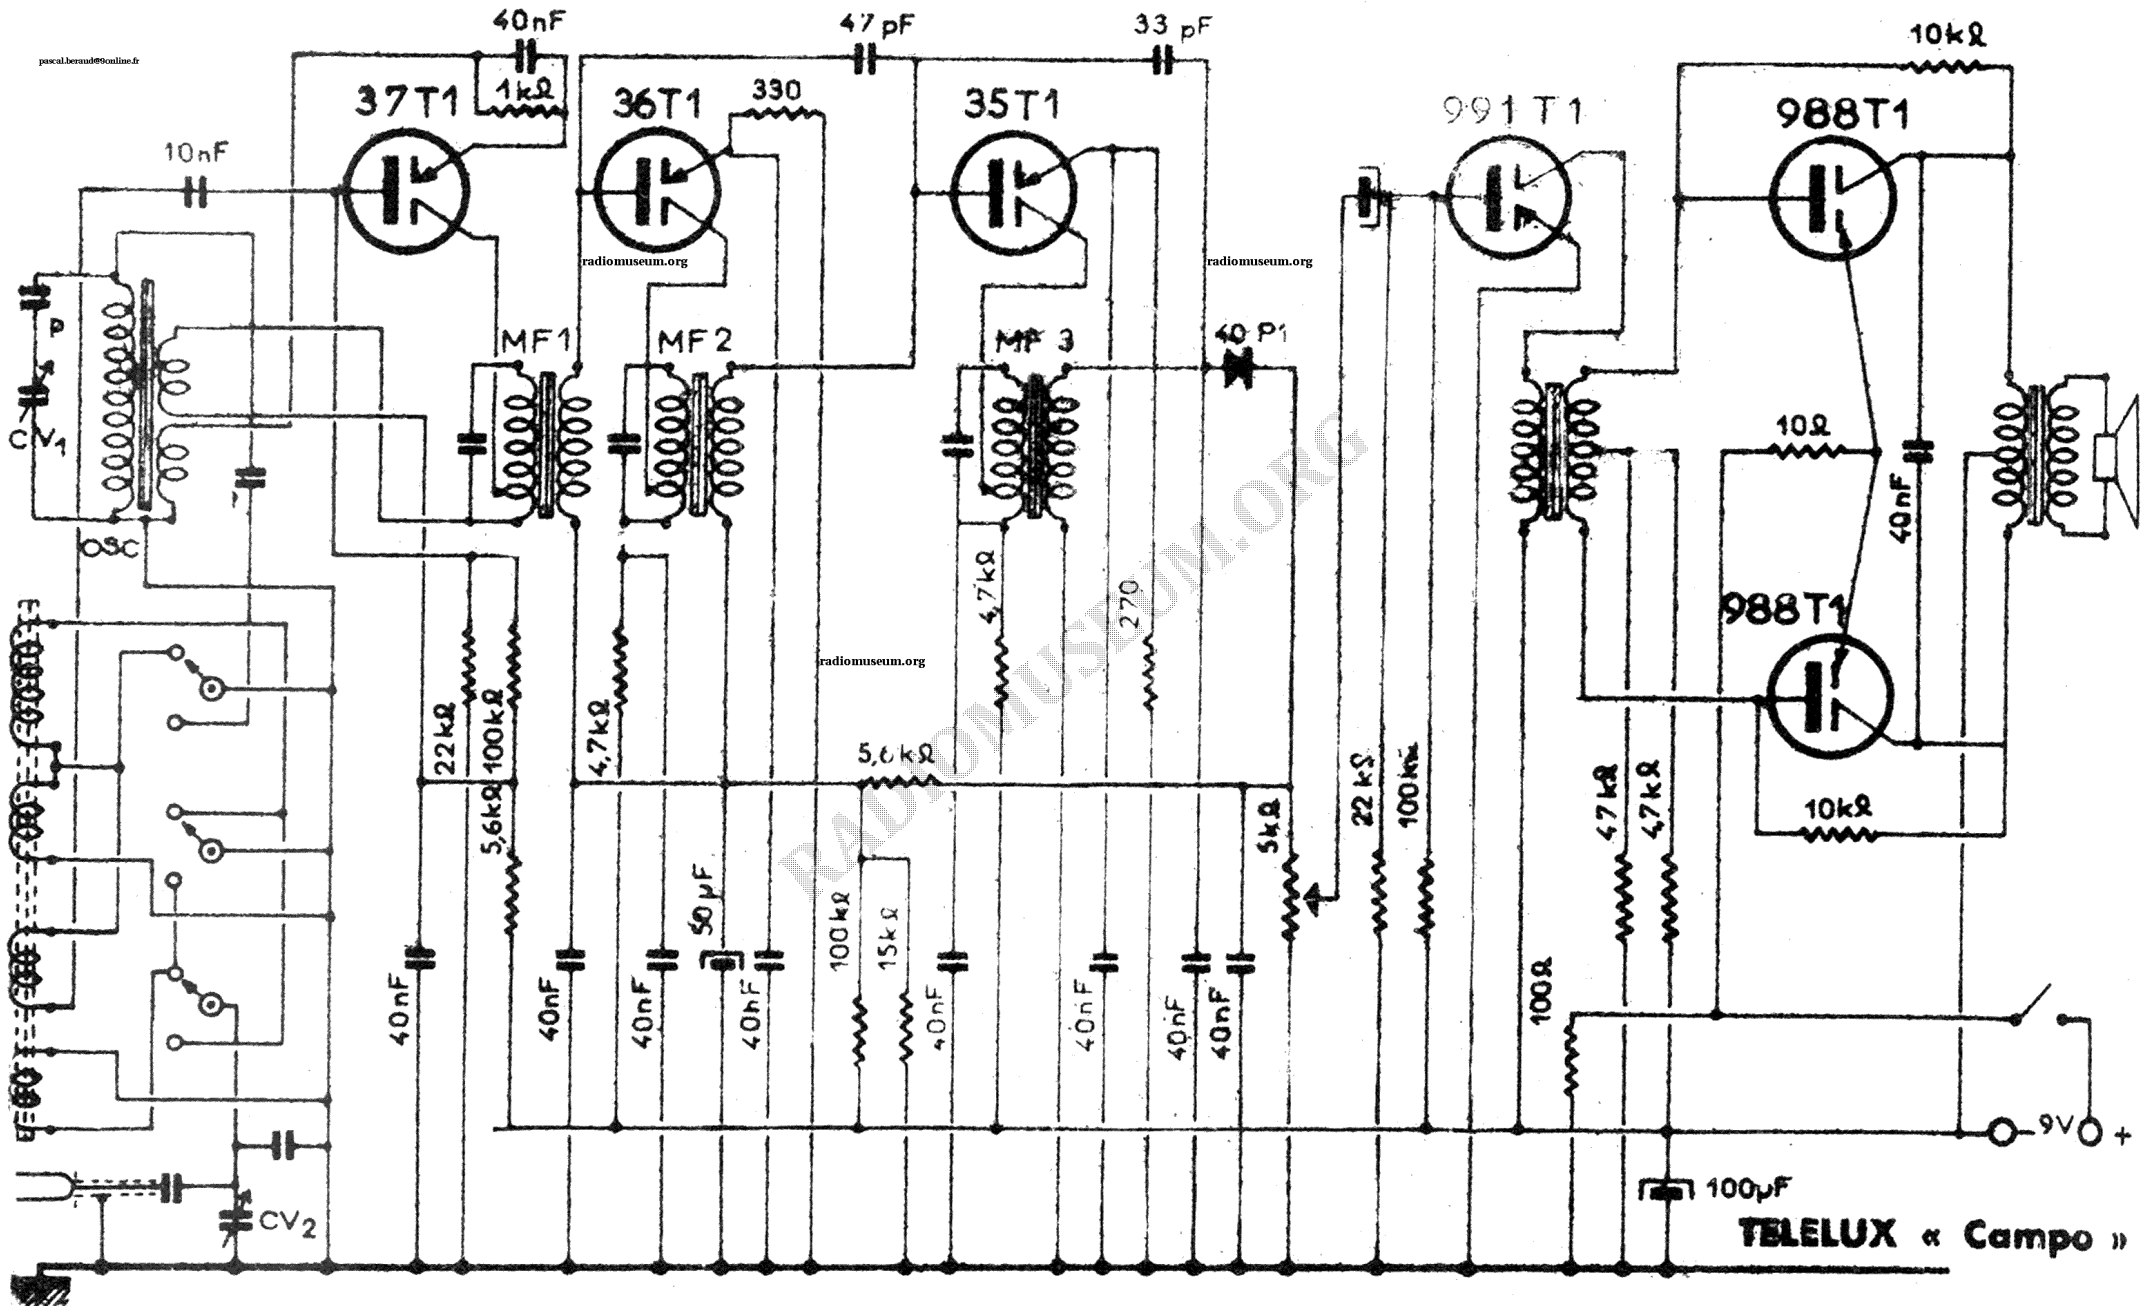 40nF
47 pF
33 pF
10kΩ
pascal.beraud@9online.fr
37T1
1kΩ
36T1
330
35T1
991 T1
988T1
10nF
radiomuseum.org
radiomuseum.org
P
MF1
MF2
MF 3
40 P1
CV1
10Ω
40nF
OSC
RADIOMUSEUM.ORG
4,7kΩ
270
988T1
radiomuseum.org
22kΩ
100kΩ
4,7kΩ
5,6kΩ
5,6kΩ
5kΩ
22kΩ
100kΩ
47kΩ
4,7kΩ
10kΩ
50µF
100kΩ
15kΩ
40nF
40nF
40nF
40nF
40nF
40nF
40nF
40nF
100Ω
9V +
CV2
100µF
TELELUX « Campo »